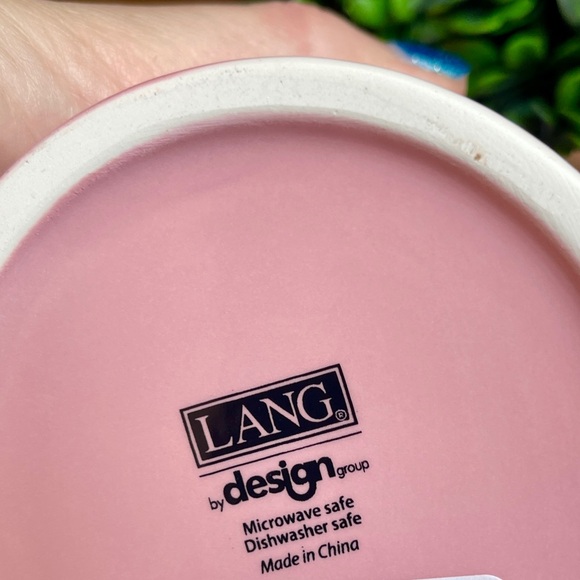 LANG®
by design group
Microwave safe
Dishwasher safe
Made in China